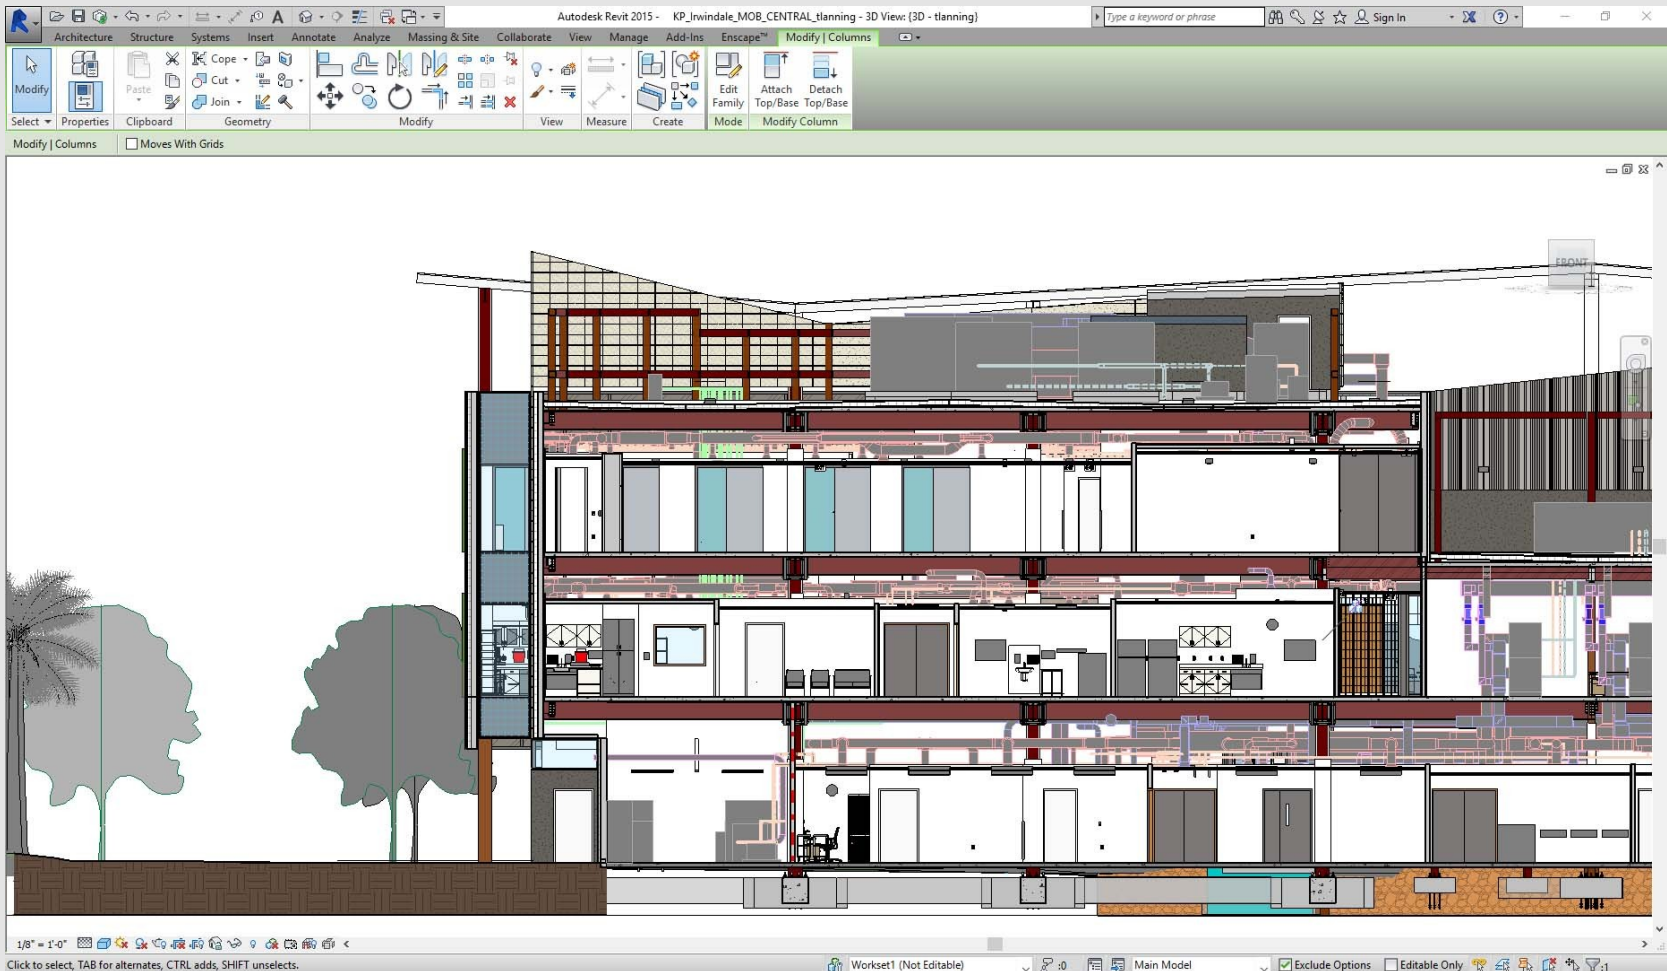 Autodesk Revit 2015 - KP_Irwindale_MOB_CENTRAL_tlanning - 3D View: {3D - tlanning}
Type a keyword or phrase
Sign In
Architecture Structure Systems Insert Annotate Analyze Massing & Site Collaborate View Manage Add-Ins Enscape™ Modify | Columns
Modify
Paste
Cope
Cut
Join
Edit Family
Attach Top/Base
Detach Top/Base
Select Properties Clipboard Geometry Modify View Measure Create Mode Modify Column
Modify | Columns Moves With Grids
FRONT
1/8" = 1'-0"
Click to select, TAB for alternates, CTRL adds, SHIFT unselects.
Workset1 (Not Editable) :0 Main Model Exclude Options Editable Only :1